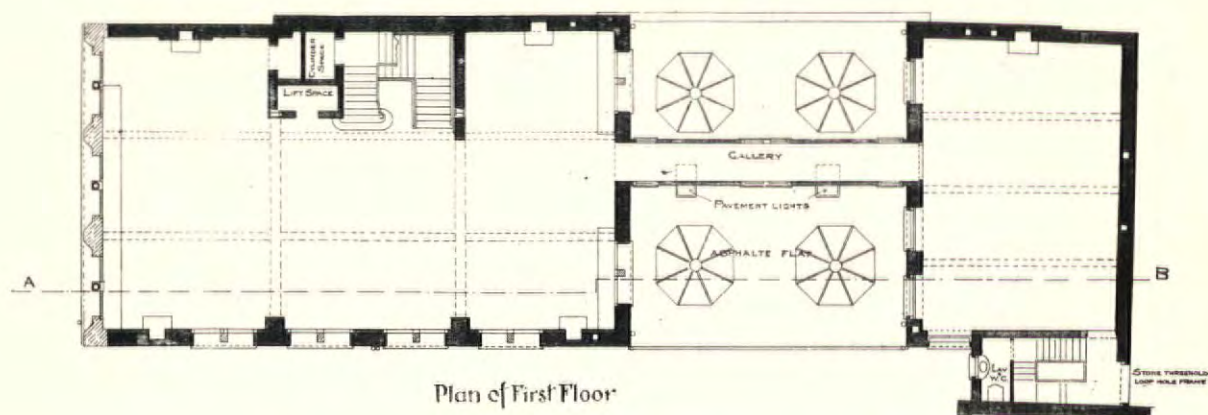 CYLINDER
SPACE
LIFT SPACE
GALLERY
PAVEMENT LIGHTS
ASPHALTE FLAT
A
B
LAV
W.C.
STONE THRESHOLD
LOOP HOLE FRAME
Plan of First Floor